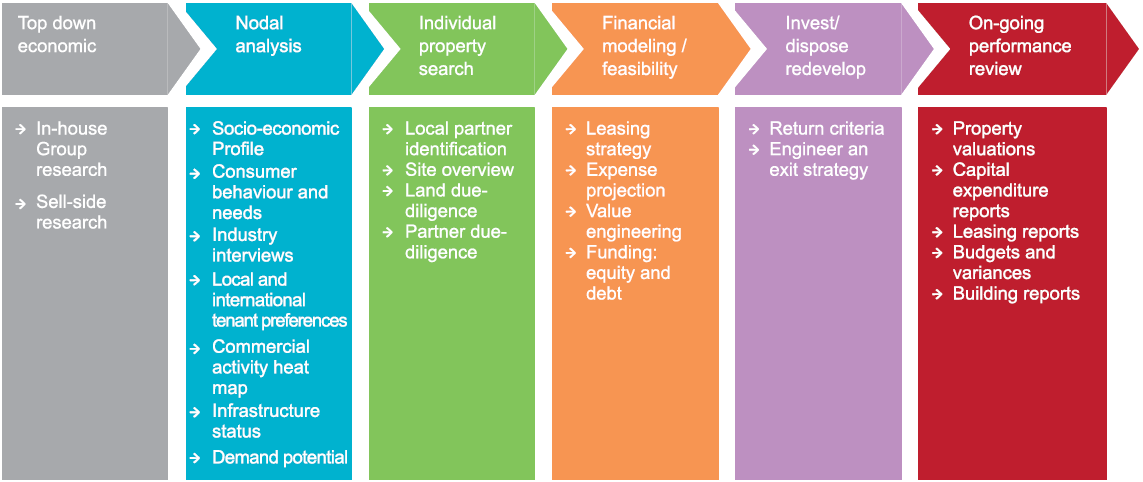 Top down
economic
Nodal
analysis
Individual
property
search
Financial
modeling /
feasibility
Invest/
dispose
redevelop
On-going
performance
review
In-house
Group
research
Sell-side
research
Socio-economic
Profile
Consumer
behaviour and
needs
Industry
interviews
Local and
international
tenant preferences
Commercial
activity heat
map
Infrastructure
status
Demand potential
Local partner
identification
Site overview
Land due-
diligence
Partner due-
diligence
Leasing
strategy
Expense
projection
Value
engineering
Funding:
equity and
debt
Return criteria
Engineer an
exit strategy
Property
valuations
Capital
expenditure
reports
Leasing reports
Budgets and
variances
Building reports